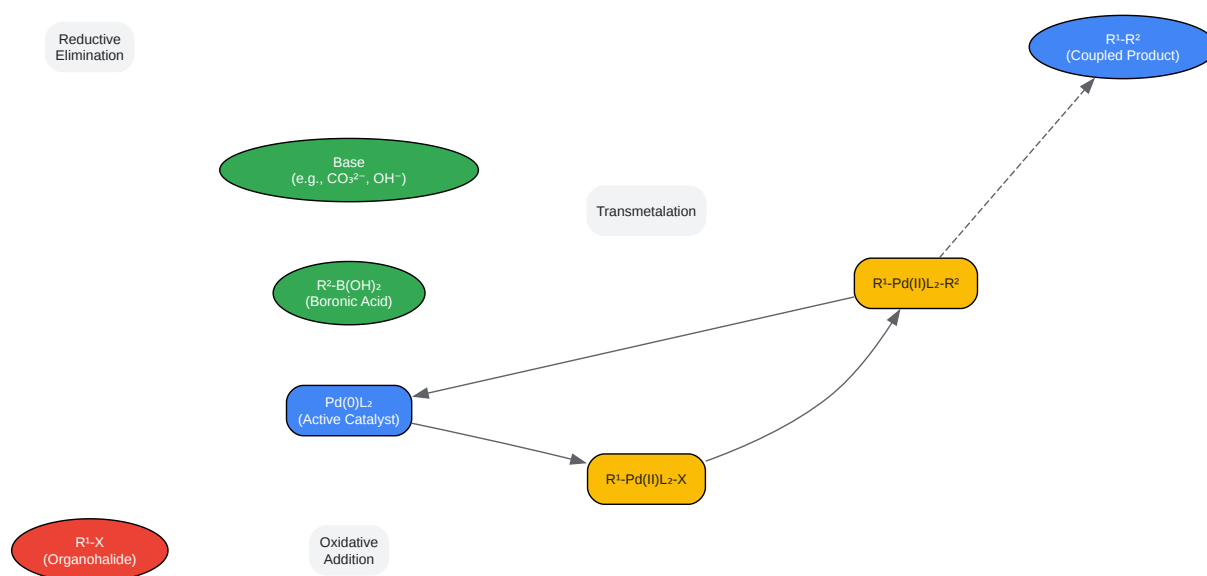 Reductive
Elimination
R¹-R²
(Coupled Product)
Base
(e.g., CO₃²⁻, OH⁻)
Transmetalation
R²-B(OH)₂
(Boronic Acid)
R¹-Pd(II)L₂-R²
Pd(0)L₂
(Active Catalyst)
R¹-Pd(II)L₂-X
R¹-X
(Organohalide)
Oxidative
Addition